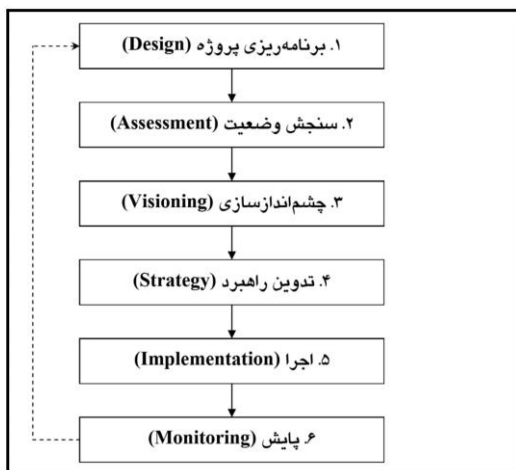 ۱. برنامه‌ریزی پروژه (Design)
۲. سنجش وضعیت (Assessment)
۳. چشم‌اندازسازی (Visioning)
۴. تدوین راهبرد (Strategy)
۵. اجرا (Implementation)
۶. پایش (Monitoring)